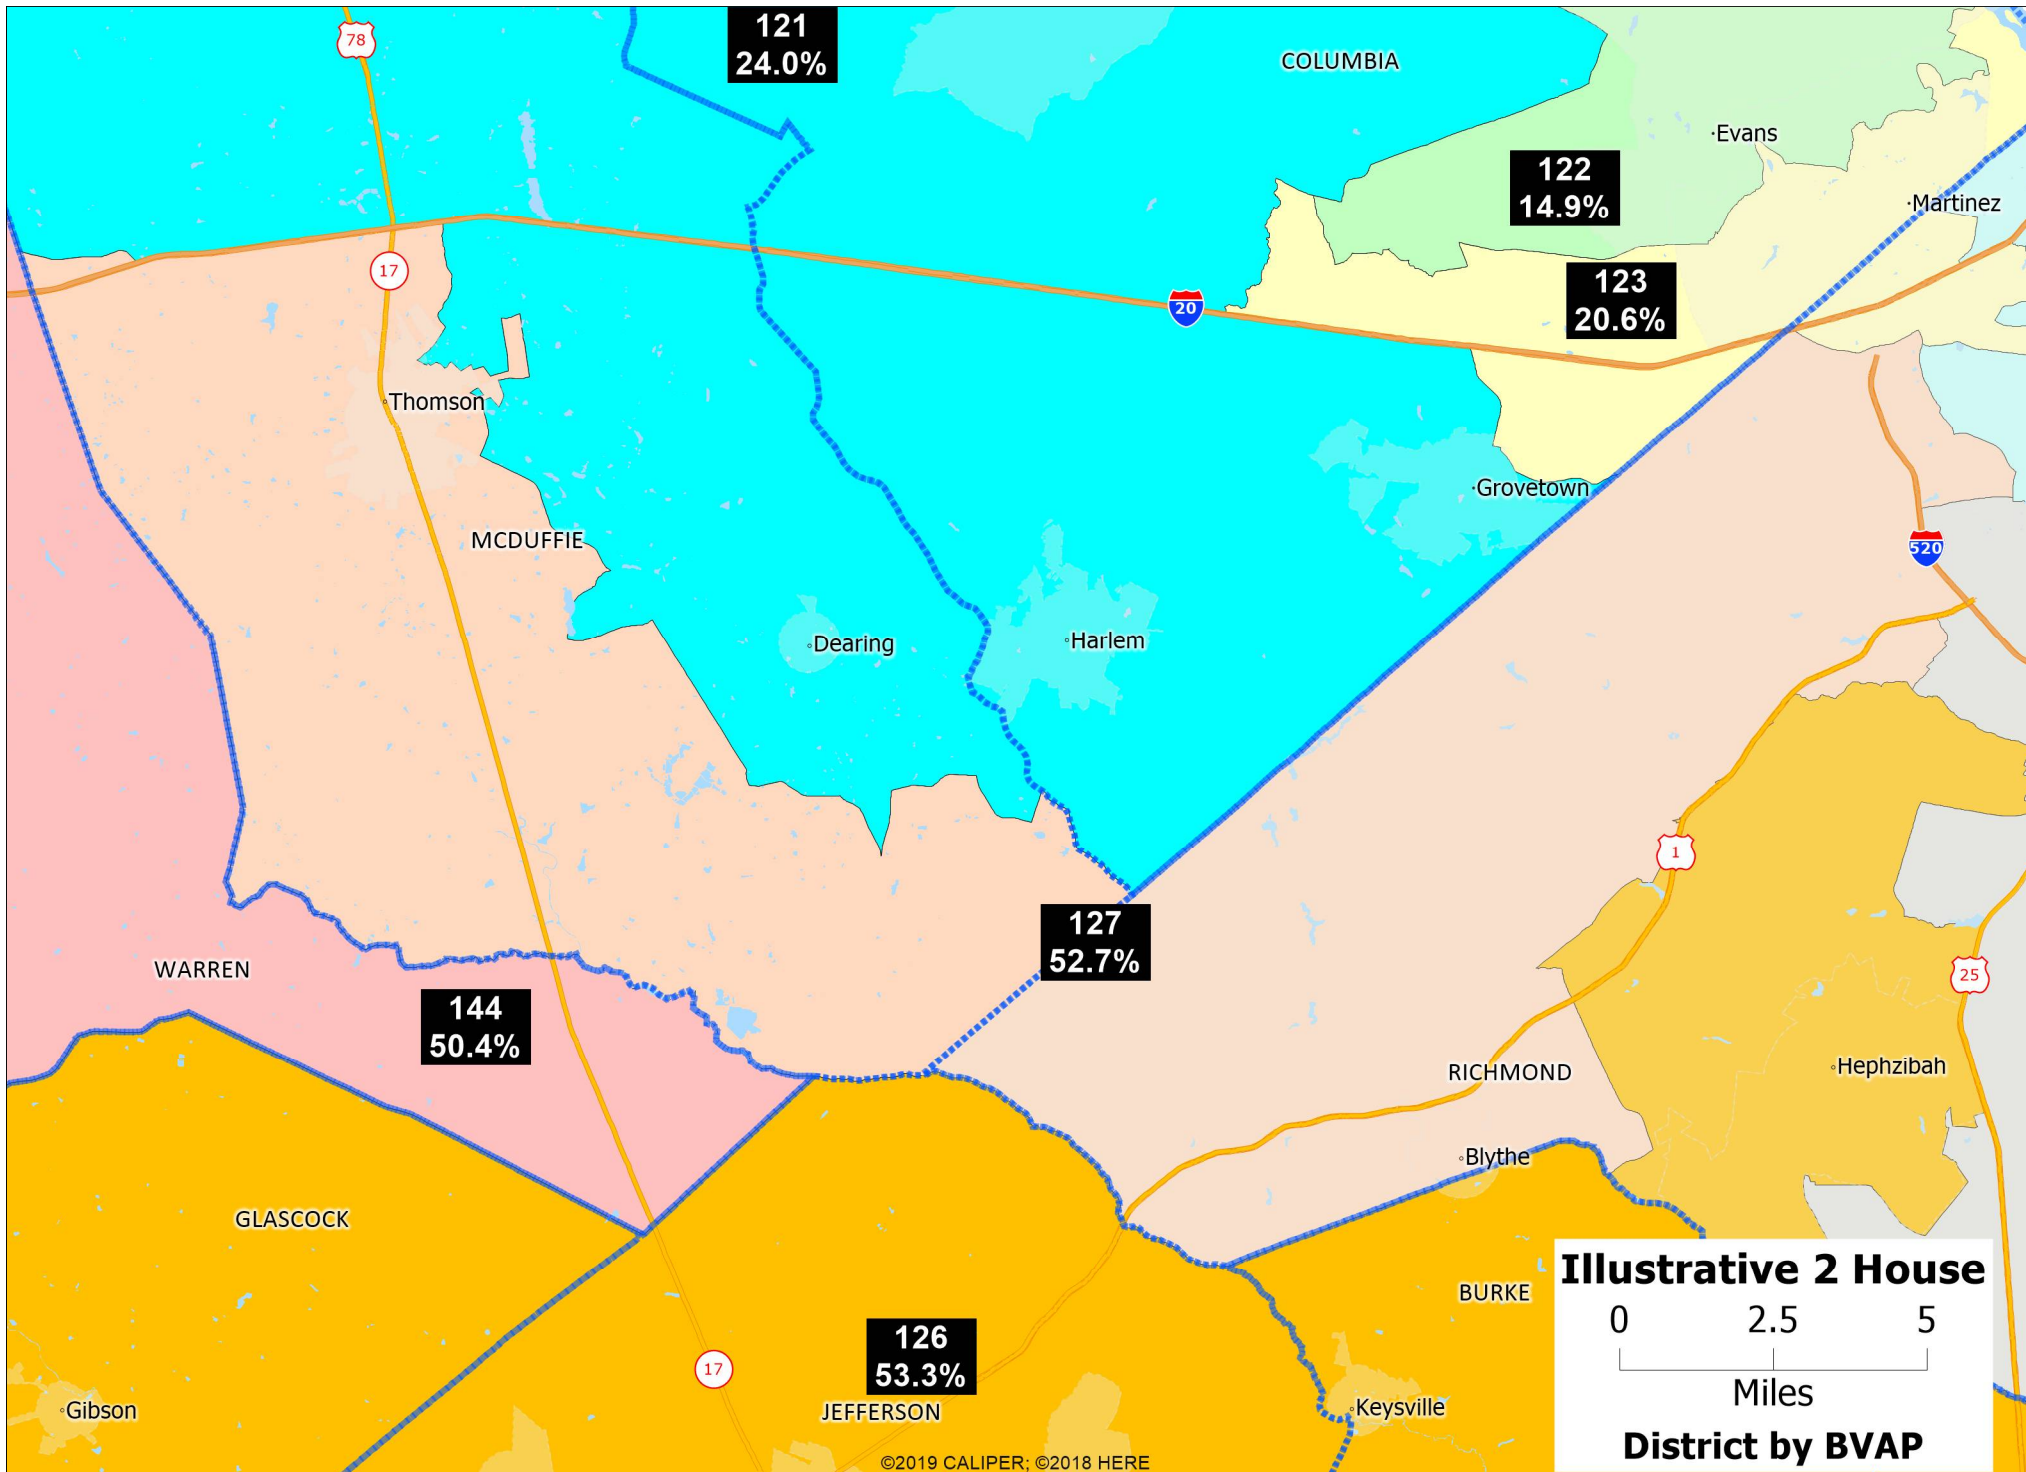 121
24.0%
78
COLUMBIA
Evans
122
14.9%
Martinez
17
123
20.6%
20
Thomson
Grovetown
MCDUFFIE
520
Dearing
Harlem
1
127
52.7%
WARREN
25
144
50.4%
RICHMOND
Hephzibah
Blythe
GLASCOCK
BURKE
126
53.3%
17
JEFFERSON
Gibson
Keysville
Illustrative 2 House
0 2.5 5
Miles
District by BVAP
©2019 CALIPER; ©2018 HERE